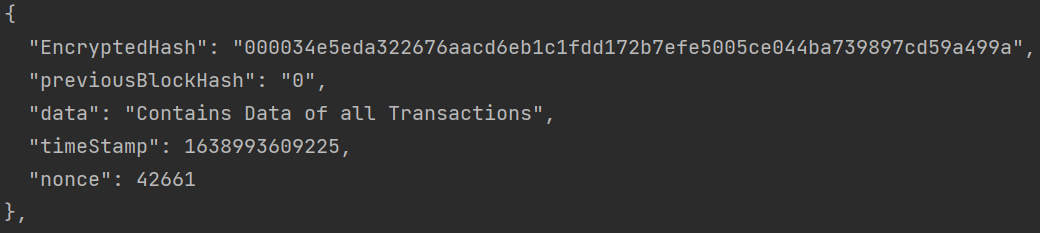 {
"EncryptedHash": "000034e5eda322676aacd6eb1c1fdd172b7efe5005ce044ba739897cd59a499a",
"previousBlockHash": "0",
"data": "Contains Data of all Transactions",
"timeStamp": 1638993609225,
"nonce": 42661
},